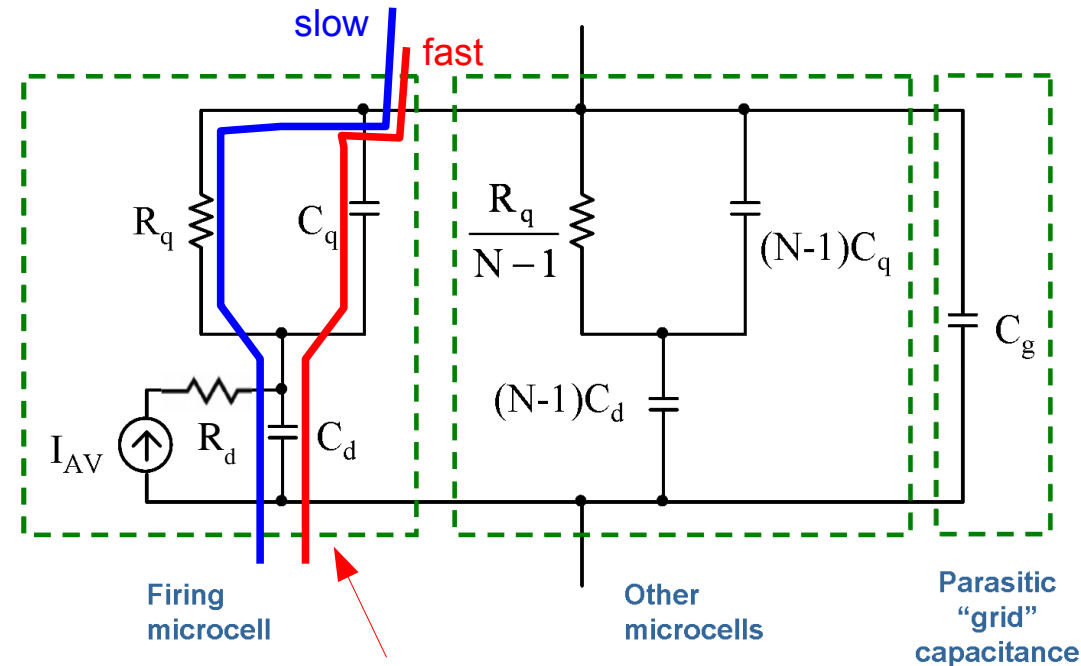 slow
fast
R_q
C_q
R_q
N−1
(N-1)C_q
C_g
(N-1)C_d
I_AV
R_d
C_d
Firing
microcell
Other
microcells
Parasitic
“grid”
capacitance